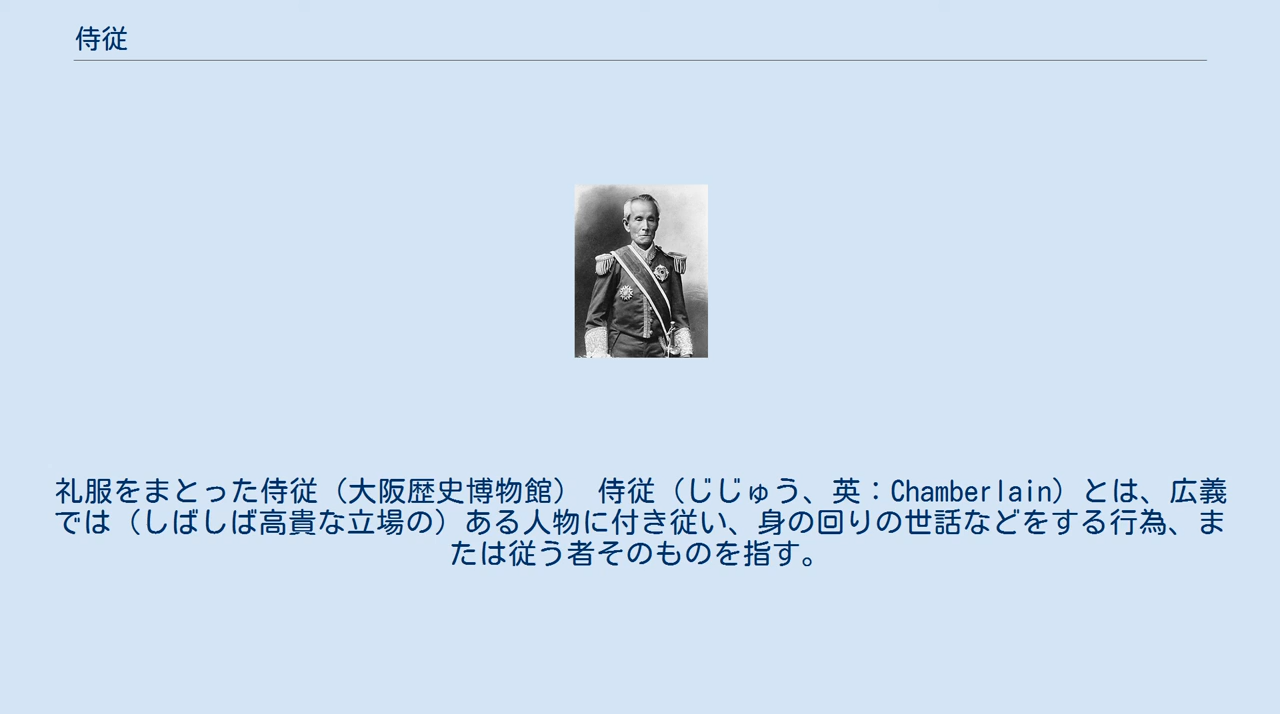 侍従
礼服をまとった侍従（大阪歴史博物館） 侍従（じじゅう、英：Chamberlain）とは、広義
では（しばしば高貴な立場の）ある人物に付き従い、身の回りの世話などをする行為、ま
たは従う者そのものを指す。